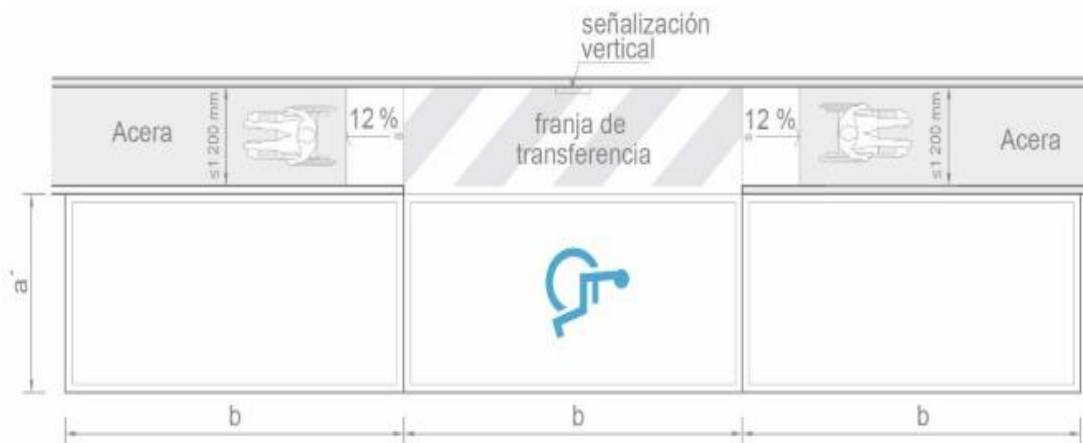 señalización
vertical
Acera
≤1 200 mm
12 %
franja de
transferencia
12 %
≤1 200 mm
Acera
a´
b
b
b